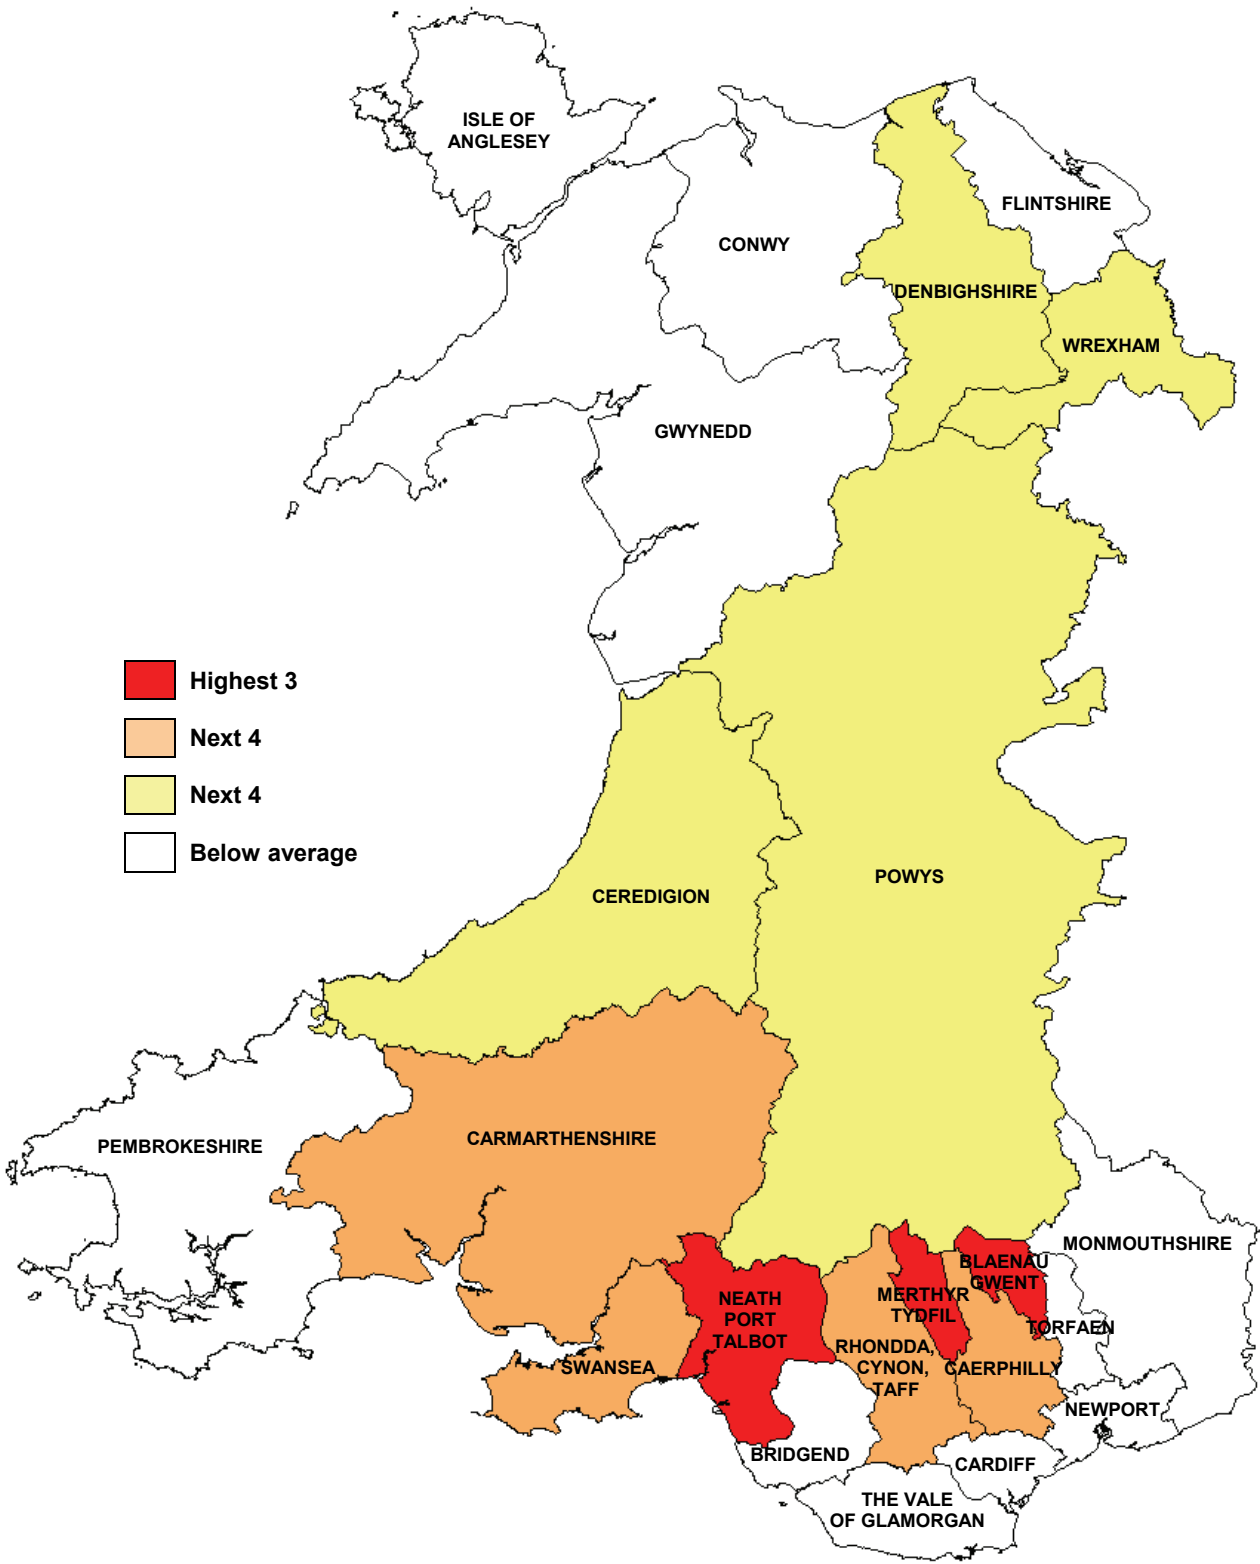 ISLE OF
ANGLESEY
FLINTSHIRE
CONWY
DENBIGHSHIRE
WREXHAM
GWYNEDD
Highest 3
Next 4
Next 4
Below average
POWYS
CEREDIGION
CARMARTHENSHIRE
PEMBROKESHIRE
MONMOUTHSHIRE
BLAENAU
GWENT
MERTHYR
TYDFIL
NEATH
PORT
TALBOT
TORFAEN
RHONDDA,
CYNON,
TAFF
CAERPHILLY
SWANSEA
NEWPORT
BRIDGEND
CARDIFF
THE VALE
OF GLAMORGAN